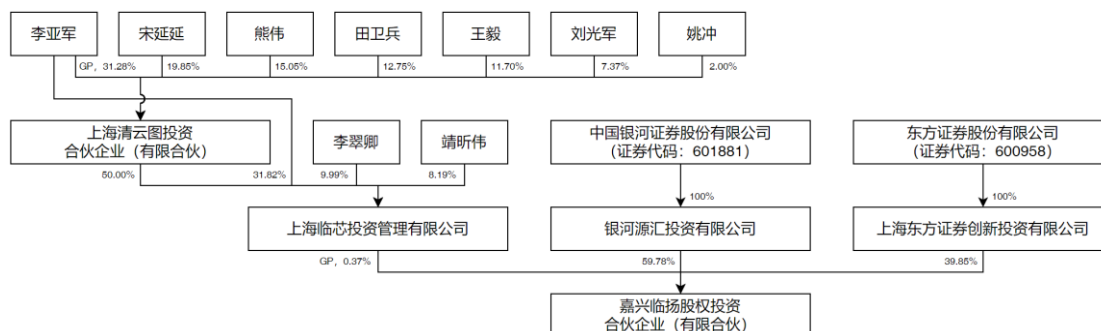 李亚军
宋延延
熊伟
田卫兵
王毅
刘光军
姚冲
GP，31.28%
19.85%
15.05%
12.75%
11.70%
7.37%
2.00%
上海清云图投资
合伙企业（有限合伙）
李翠卿
靖昕伟
中国银河证券股份有限公司
（证券代码：601881）
东方证券股份有限公司
（证券代码：600958）
50.00%
31.82%
9.99%
8.19%
100%
100%
上海临芯投资管理有限公司
银河源汇投资有限公司
上海东方证券创新投资有限公司
GP，0.37%
59.78%
39.85%
嘉兴临扬股权投资
合伙企业（有限合伙）